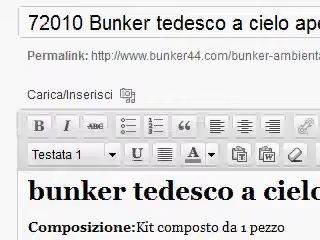 72010 Bunker tedesco a cielo ape
Permalink: http://www.bunker44.com/bunker-ambienta
Carica/Inserisci
B I ABC
Testata 1 U A T W
bunker tedesco a cielo
Composizione:Kit composto da 1 pezzo